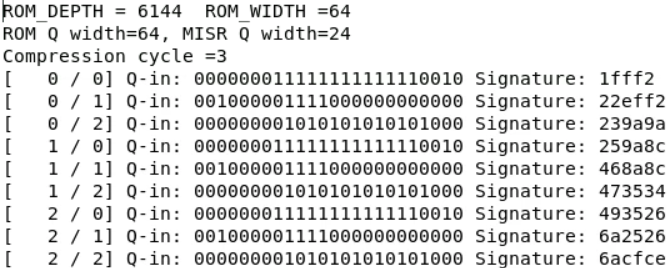 ROM_DEPTH = 6144  ROM_WIDTH =64
ROM Q width=64, MISR Q width=24
Compression cycle =3
[   0 / 0] Q-in: 000000011111111111110010 Signature: 1fff2
[   0 / 1] Q-in: 001000001111000000000000 Signature: 22eff2
[   0 / 2] Q-in: 000000001010101010101000 Signature: 239a9a
[   1 / 0] Q-in: 000000011111111111110010 Signature: 259a8c
[   1 / 1] Q-in: 001000001111000000000000 Signature: 468a8c
[   1 / 2] Q-in: 000000001010101010101000 Signature: 473534
[   2 / 0] Q-in: 000000011111111111110010 Signature: 493526
[   2 / 1] Q-in: 001000001111000000000000 Signature: 6a2526
[   2 / 2] Q-in: 000000001010101010101000 Signature: 6acfce